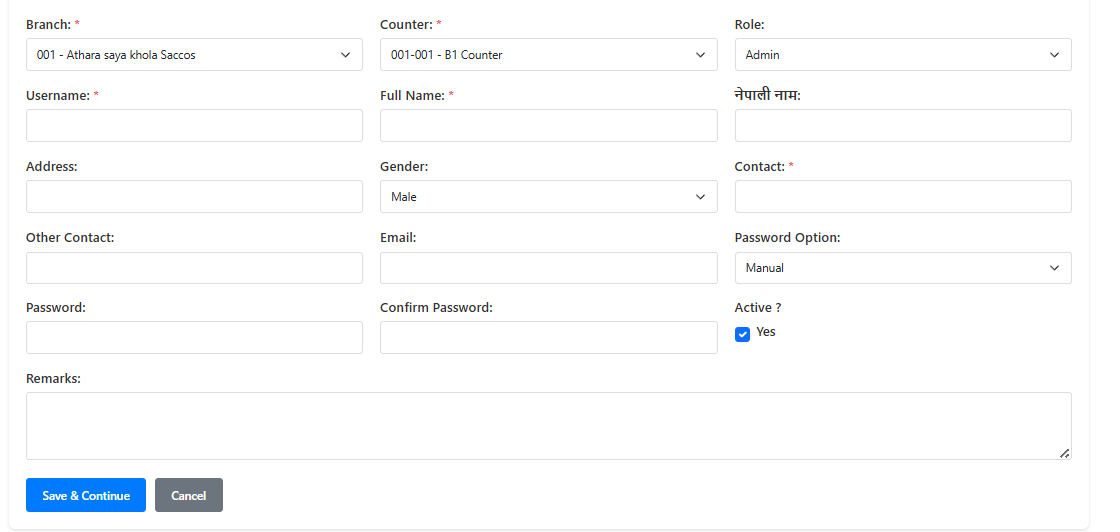 Branch: * Counter: * Role:
001 - Athara saya khola Saccos 001-001 - B1 Counter Admin
Username: * Full Name: * नेपाली नाम:
Address: Gender: Contact: *
Male
Other Contact: Email: Password Option:
Manual
Password: Confirm Password: Active ?
Yes
Remarks:
Save & Continue Cancel